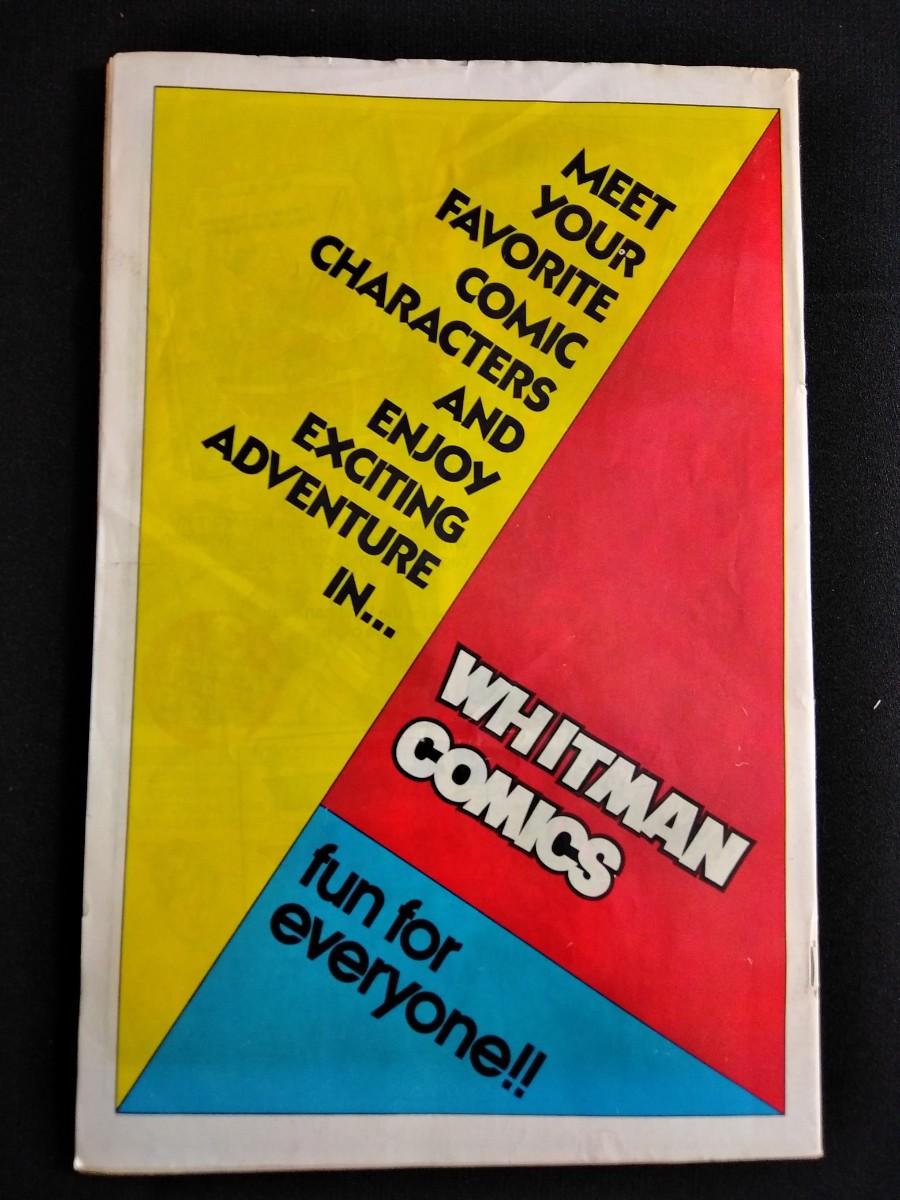 MEET
YOUR
FAVORITE
COMIC
CHARACTERS
AND
ENJOY
EXCITING
ADVENTURE
IN...
WHITMAN
COMICS
fun for
everyone!!